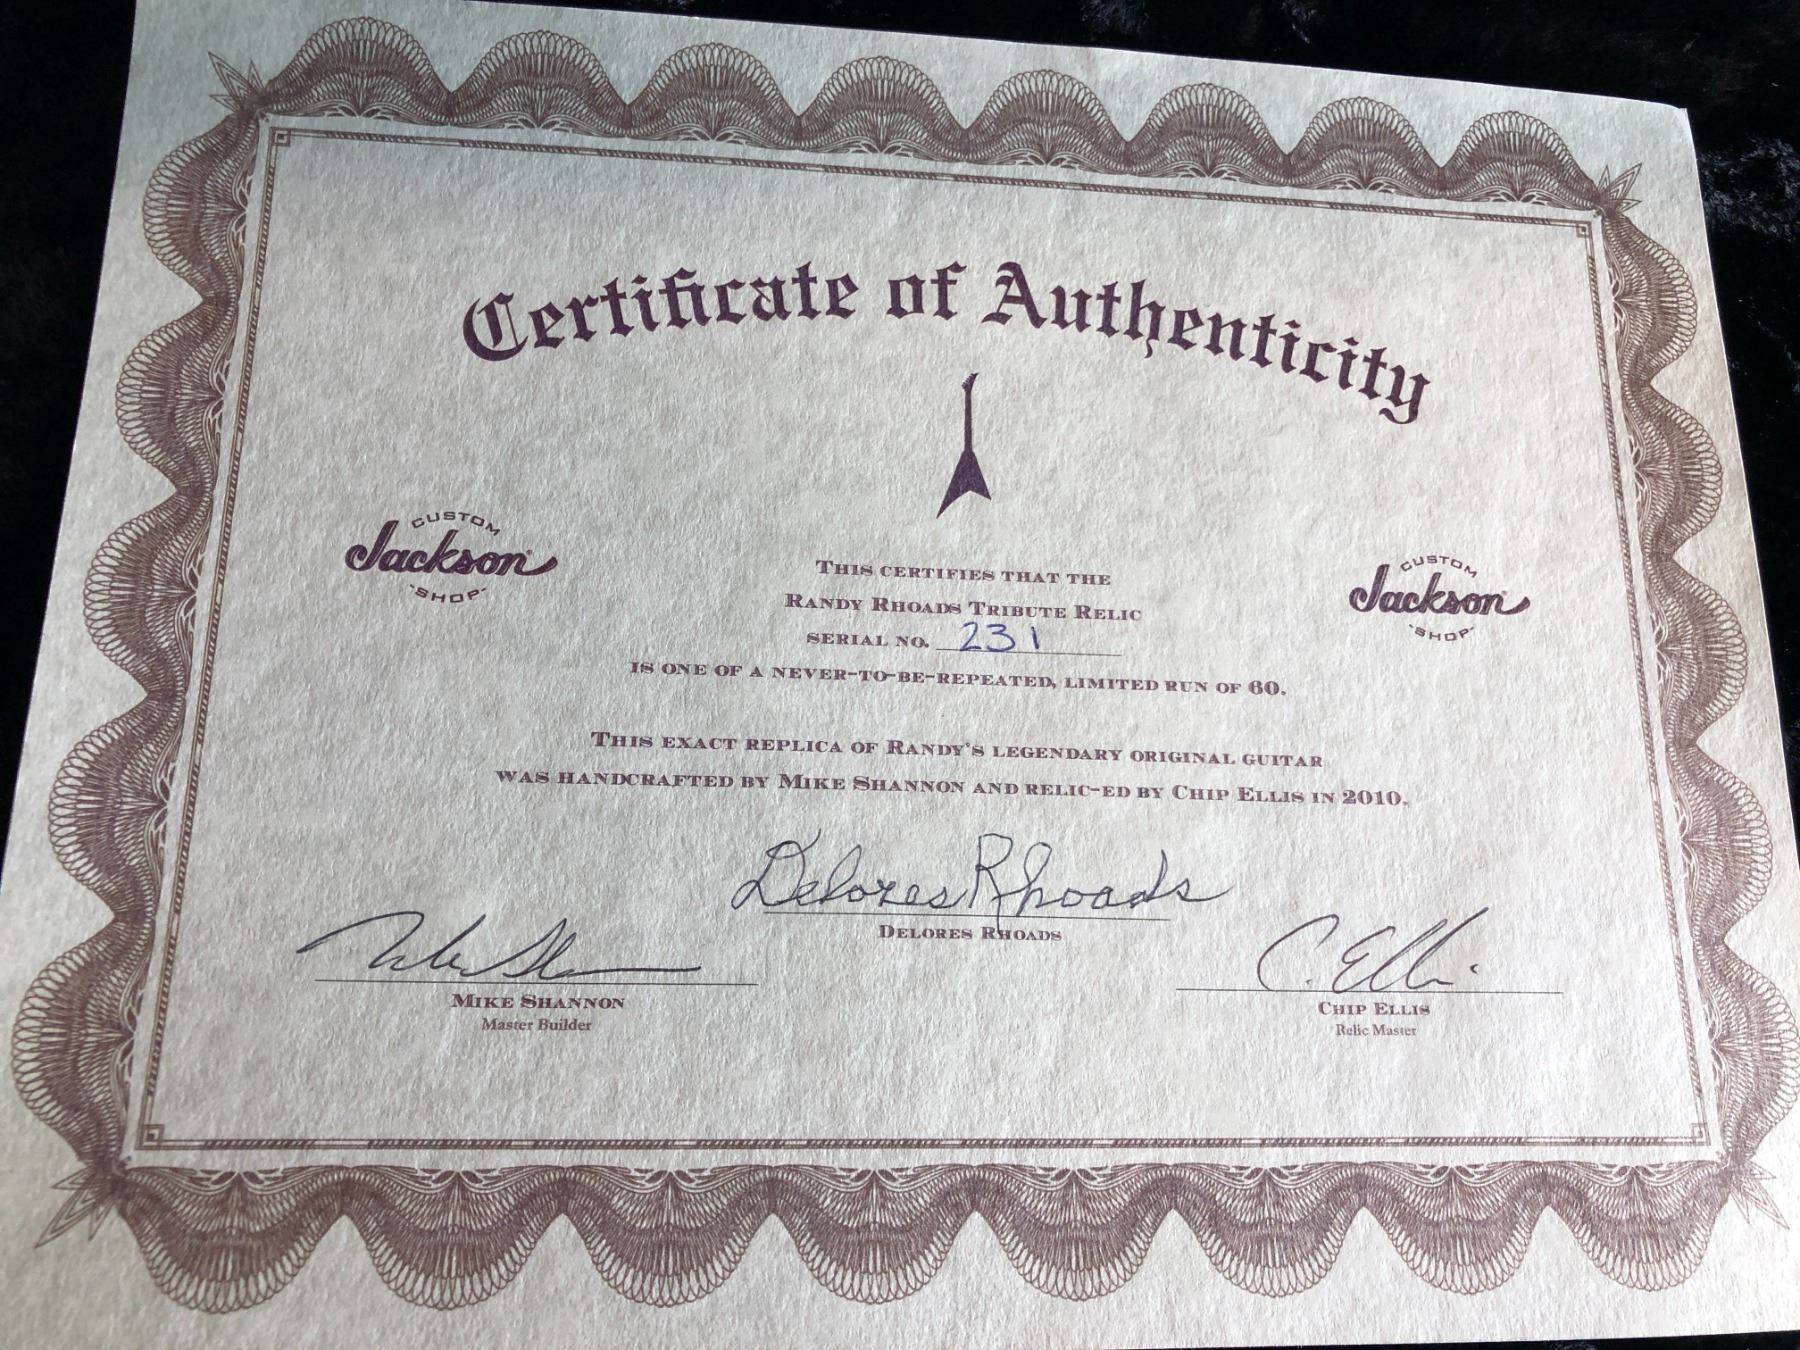 Certificate of Authenticity
CUSTOM
Jackson
SHOP
CUSTOM
Jackson
SHOP
THIS CERTIFIES THAT THE
RANDY RHOADS TRIBUTE RELIC
SERIAL NO. 231
IS ONE OF A NEVER-TO-BE-REPEATED, LIMITED RUN OF 60.
THIS EXACT REPLICA OF RANDY'S LEGENDARY ORIGINAL GUITAR
WAS HANDCRAFTED BY MIKE SHANNON AND RELIC-ED BY CHIP ELLIS IN 2010.
Delores Rhoads
DELORES RHOADS
Mike Shannon
MIKE SHANNON
Master Builder
C. Ellis
CHIP ELLIS
Relic Master